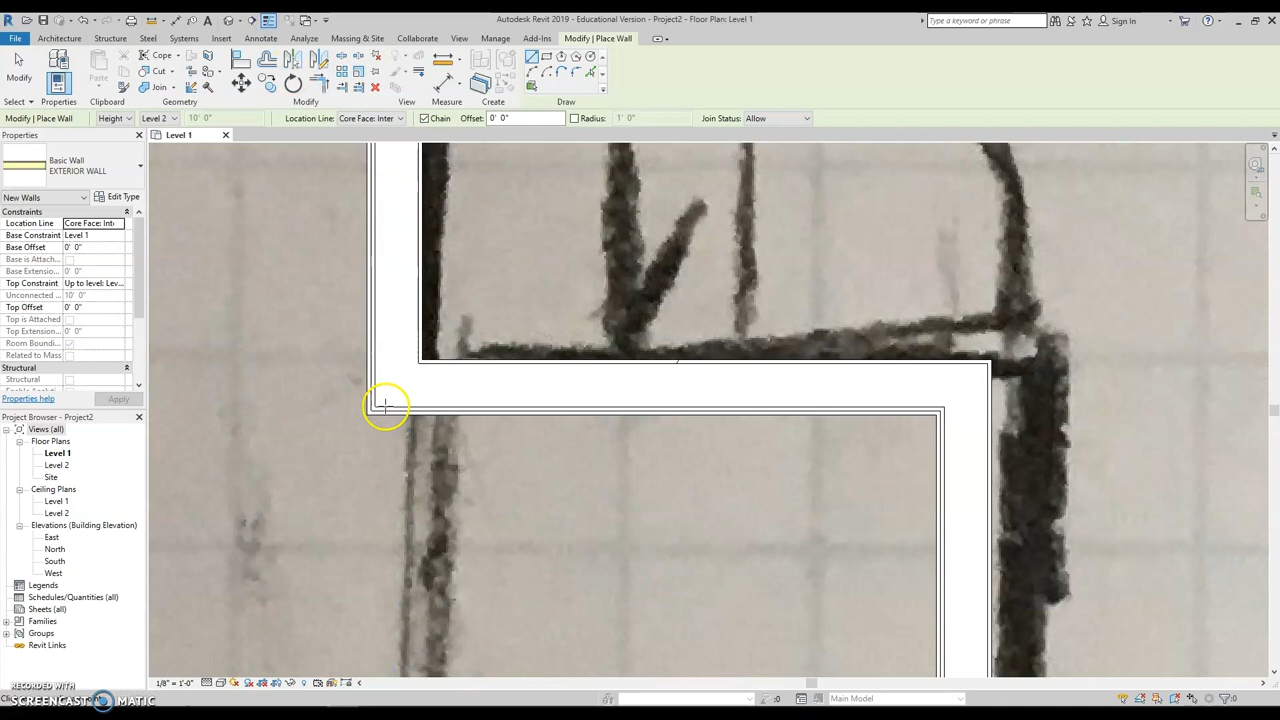 Autodesk Revit 2019 - Educational Version - Project2 - Floor Plan: Level 1
Type a keyword or phrase
Sign In
File Architecture Structure Steel Systems Insert Annotate Analyze Massing & Site Collaborate View Manage Add-Ins Modify | Place Wall
Modify Paste Cope Cut Join
Select Properties Clipboard Geometry Modify View Measure Create Draw
Modify | Place Wall Height Level 2 10' 0" Location Line: Core Face: Inter Chain Offset: 0' 0" Radius: 1' 0" Join Status: Allow
Properties
Level 1
Basic Wall
EXTERIOR WALL
New Walls Edit Type
Constraints
Location Line Core Face: Int
Base Constraint Level 1
Base Offset 0' 0"
Base is Attach...
Base Extensio...
Top Constraint Up to level: Lev...
Unconnected ... 10' 0"
Top Offset 0' 0"
Top is Attached
Top Extension...
Room Boundi...
Related to Mass
Structural
Structural
Properties help Apply
Project Browser - Project2
Views (all)
Floor Plans
Level 1
Level 2
Site
Ceiling Plans
Level 1
Level 2
Elevations (Building Elevation)
East
North
South
West
Legends
Schedules/Quantities (all)
Sheets (all)
Families
Groups
Revit Links
1/8" = 1'-0"
RECORDED WITH
SCREENCAST MATIC
:0 Main Model :0